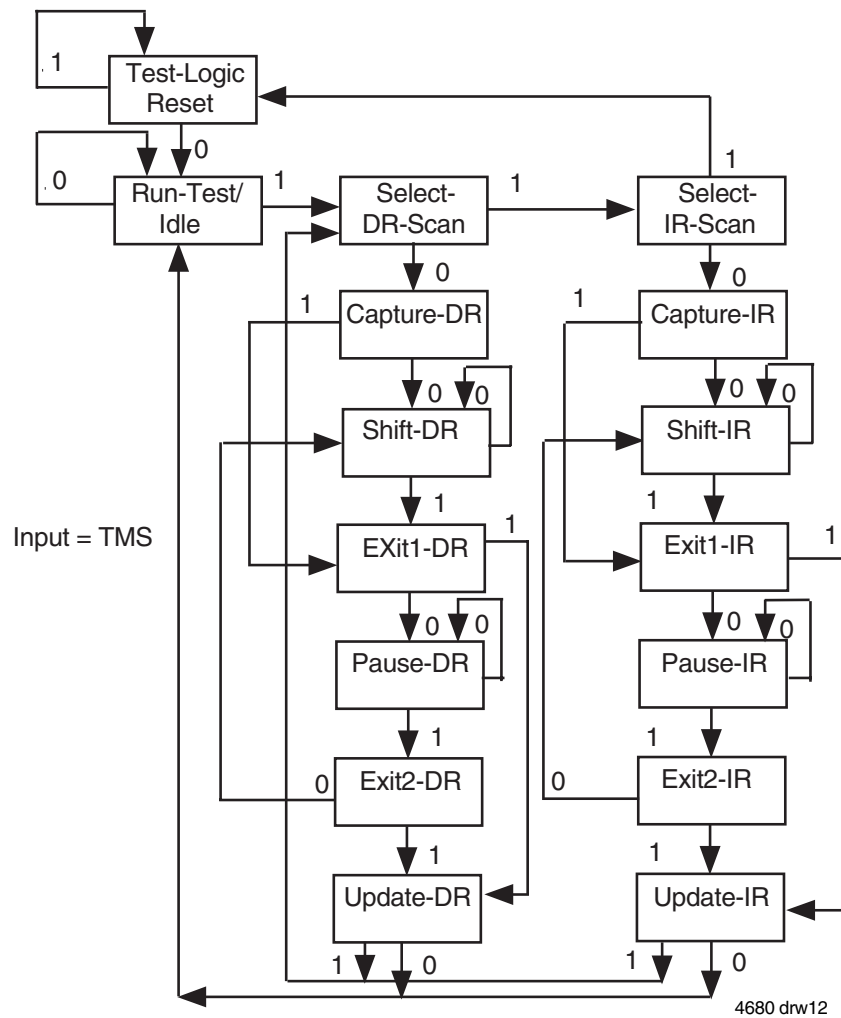 1
Test-Logic
Reset
0
1
0
Run-Test/
Idle
1
Select-
DR-Scan
1
Select-
IR-Scan
0
0
1
Capture-DR
1
Capture-IR
0
0
0
0
Shift-DR
Shift-IR
1
1
Input = TMS
EXit1-DR
1
Exit1-IR
1
0
0
0
0
Pause-DR
Pause-IR
1
1
0
Exit2-DR
0
Exit2-IR
1
1
Update-DR
Update-IR
1
0
1
0
4680 drw12